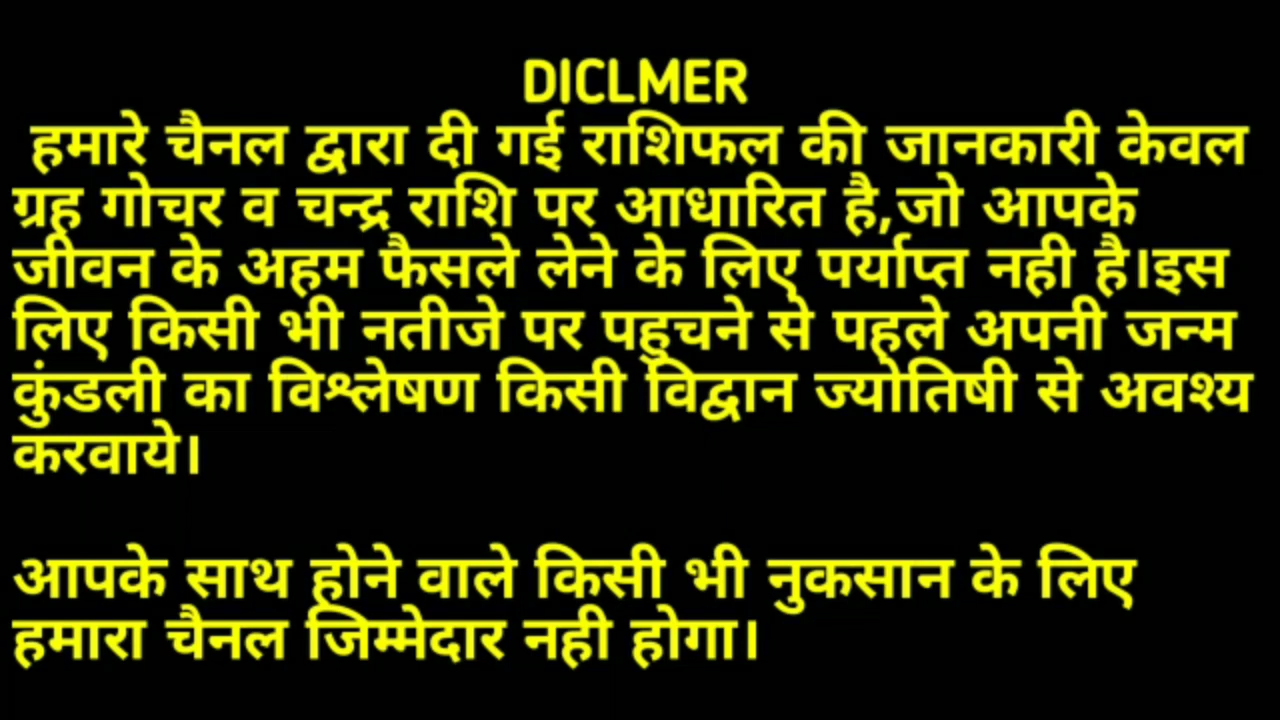 DICLMER
हमारे चैनल द्वारा दी गई राशिफल की जानकारी केवल
ग्रह गोचर व चन्द्र राशि पर आधारित है,जो आपके
जीवन के अहम फैसले लेने के लिए पर्याप्त नही है।इस
लिए किसी भी नतीजे पर पहुचने से पहले अपनी जन्म
कुंडली का विश्लेषण किसी विद्वान ज्योतिषी से अवश्य
करवाये।
आपके साथ होने वाले किसी भी नुकसान के लिए
हमारा चैनल जिम्मेदार नही होगा।